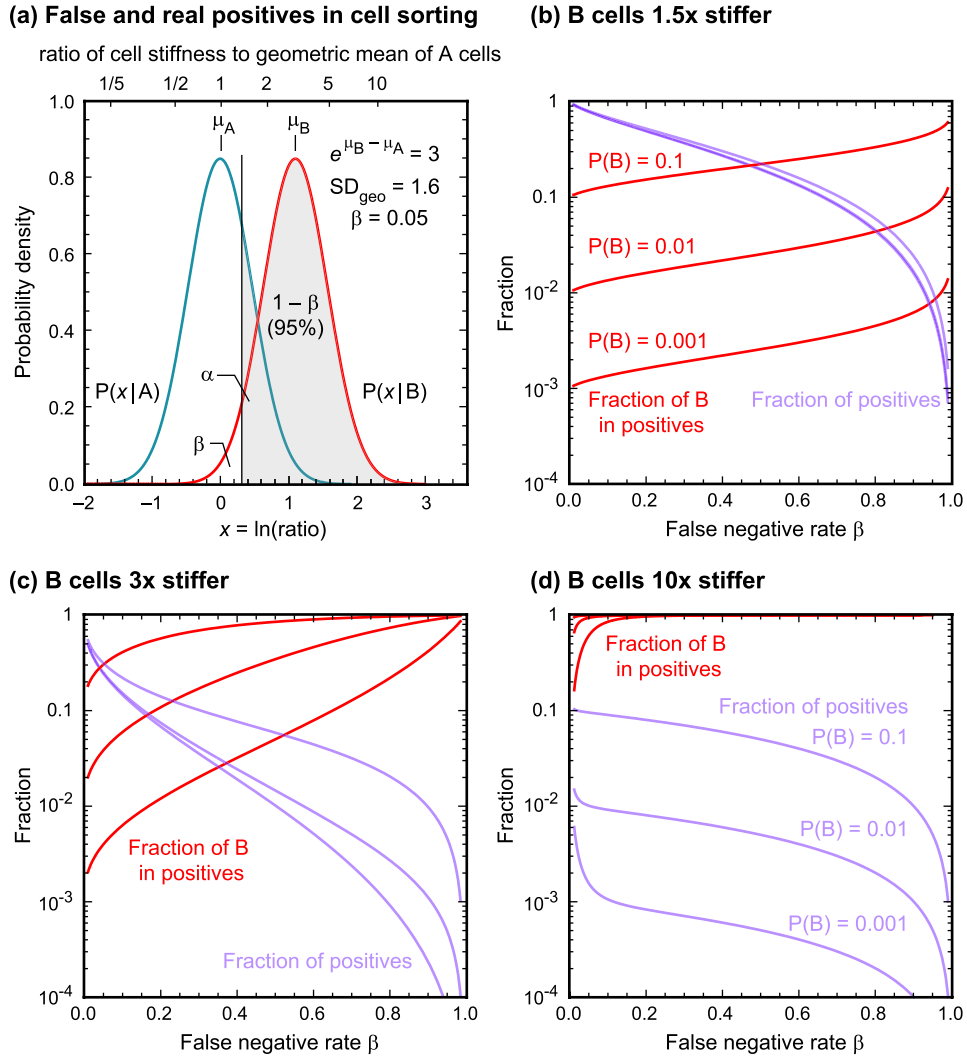 (a) False and real positives in cell sorting
ratio of cell stiffness to geometric mean of A cells
1/5 1/2 1 2 5 10
1.0
0.8
0.6
0.4
0.2
0.0
Probability density
μA
μB
e^μB − μA = 3
SDgeo = 1.6
β = 0.05
1 – β
(95%)
α
β
P(x|A)
P(x|B)
–2 −1 0 1 2 3
x = ln(ratio)
(b) B cells 1.5x stiffer
1
0.1
10-2
10-3
10-4
Fraction
P(B) = 0.1
P(B) = 0.01
P(B) = 0.001
Fraction of B
in positives
Fraction of positives
0.0 0.2 0.4 0.6 0.8 1.0
False negative rate β
(c) B cells 3x stiffer
1
0.1
10-2
10-3
10-4
Fraction
Fraction of B
in positives
Fraction of positives
0.0 0.2 0.4 0.6 0.8 1.0
False negative rate β
(d) B cells 10x stiffer
1
0.1
10-2
10-3
10-4
Fraction
Fraction of B
in positives
Fraction of positives
P(B) = 0.1
P(B) = 0.01
P(B) = 0.001
0.0 0.2 0.4 0.6 0.8 1.0
False negative rate β